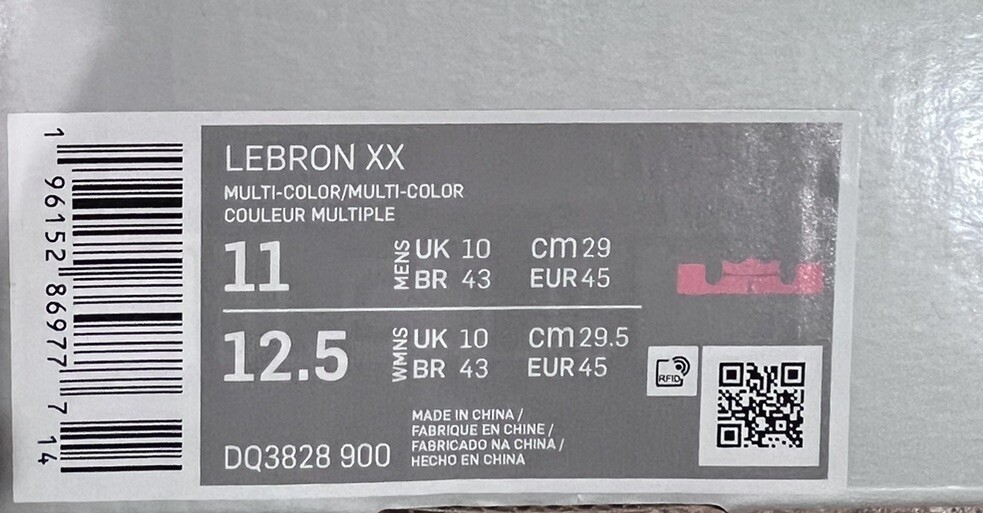 1 96152 86977 7 14
LEBRON XX
MULTI-COLOR/MULTI-COLOR
COULEUR MULTIPLE
11 MENS UK 10 CM 29
BR 43 EUR 45
12.5 WMNS UK 10 CM 29.5
BR 43 EUR 45
RFID
MADE IN CHINA /
FABRIQUE EN CHINE /
FABRICADO NA CHINA /
HECHO EN CHINA
DQ3828 900